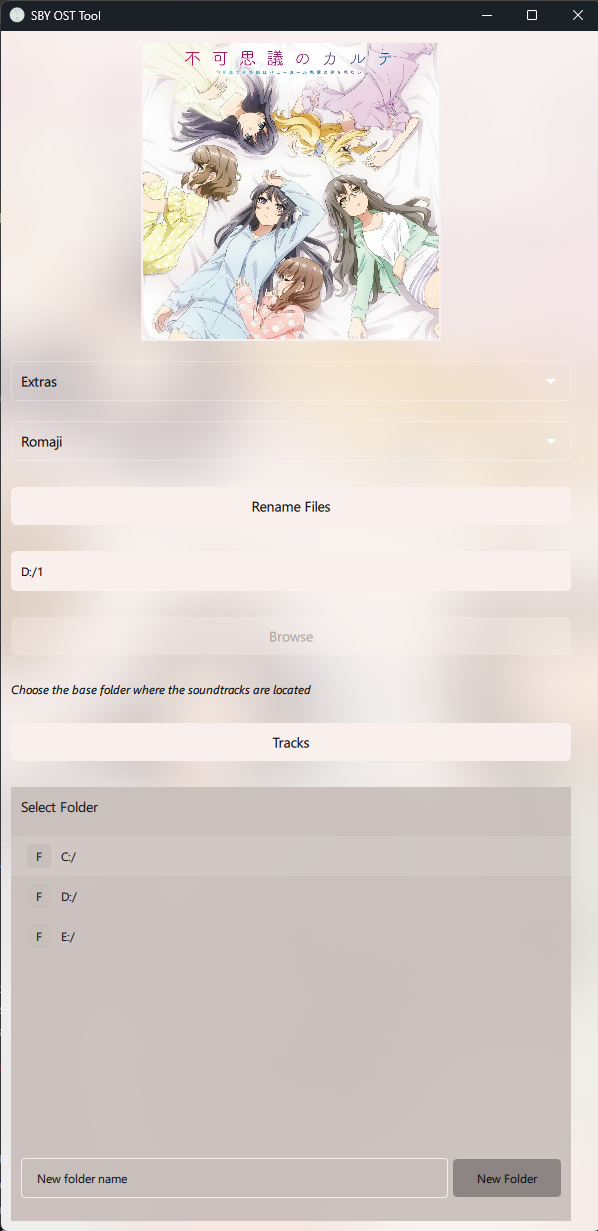 SBY OST Tool
不可思議のカルテ
Extras
Romaji
Rename Files
D:/1
Browse
Choose the base folder where the soundtracks are located
Tracks
Select Folder
F C:/
F D:/
F E:/
New folder name
New Folder